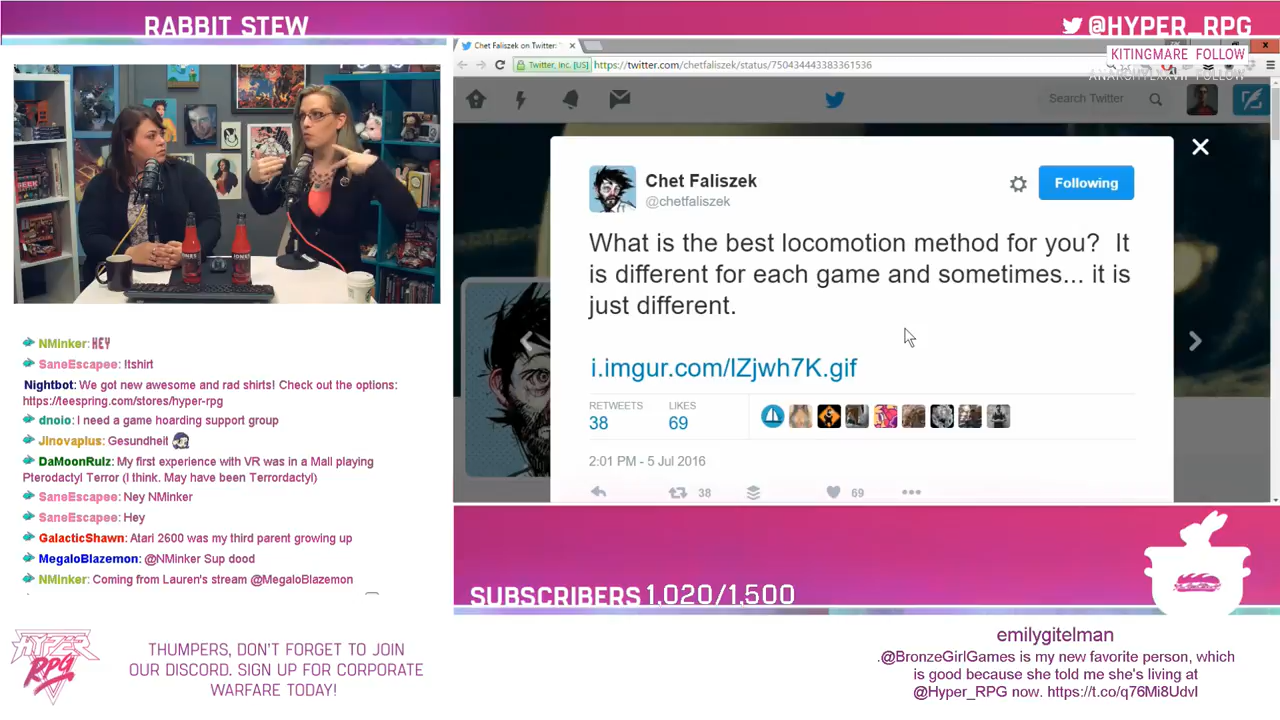 RABBIT STEW
@HYPER_RPG
KITINGMARE FOLLOW
Chet Faliszek on Twitter:
Twitter, Inc. [US]
https://twitter.com/chetfaliszek/status/750434443383361536
Search Twitter
Chet Faliszek
@chetfaliszek
Following
What is the best locomotion method for you? It
is different for each game and sometimes... it is
just different.
i.imgur.com/lZjwh7K.gif
RETWEETS
38
LIKES
69
2:01 PM - 5 Jul 2016
38
69
NMinker: HEY
SaneEscapee: Itshirt
Nightbot: We got new awesome and rad shirts! Check out the options:
https://teespring.com/stores/hyper-rpg
dnoio: I need a game hoarding support group
Jinovaplus: Gesundheit
DaMoonRulz: My first experience with VR was in a Mall playing
Pterodactyl Terror (I think. May have been Terrordactyl)
SaneEscapee: Ney NMinker
SaneEscapee: Hey
GalacticShawn: Atari 2600 was my third parent growing up
MegaloBlazemon: @NMinker Sup dood
NMinker: Coming from Lauren's stream @MegaloBlazemon
SUBSCRIBERS 1,020/1,500
HYPER
RPG
THUMPERS, DON'T FORGET TO JOIN
OUR DISCORD. SIGN UP FOR CORPORATE
WARFARE TODAY!
emilygitelman
.@BronzeGirlGames is my new favorite person, which
is good because she told me she's living at
@Hyper_RPG now. https://t.co/q76Mi8UdvI